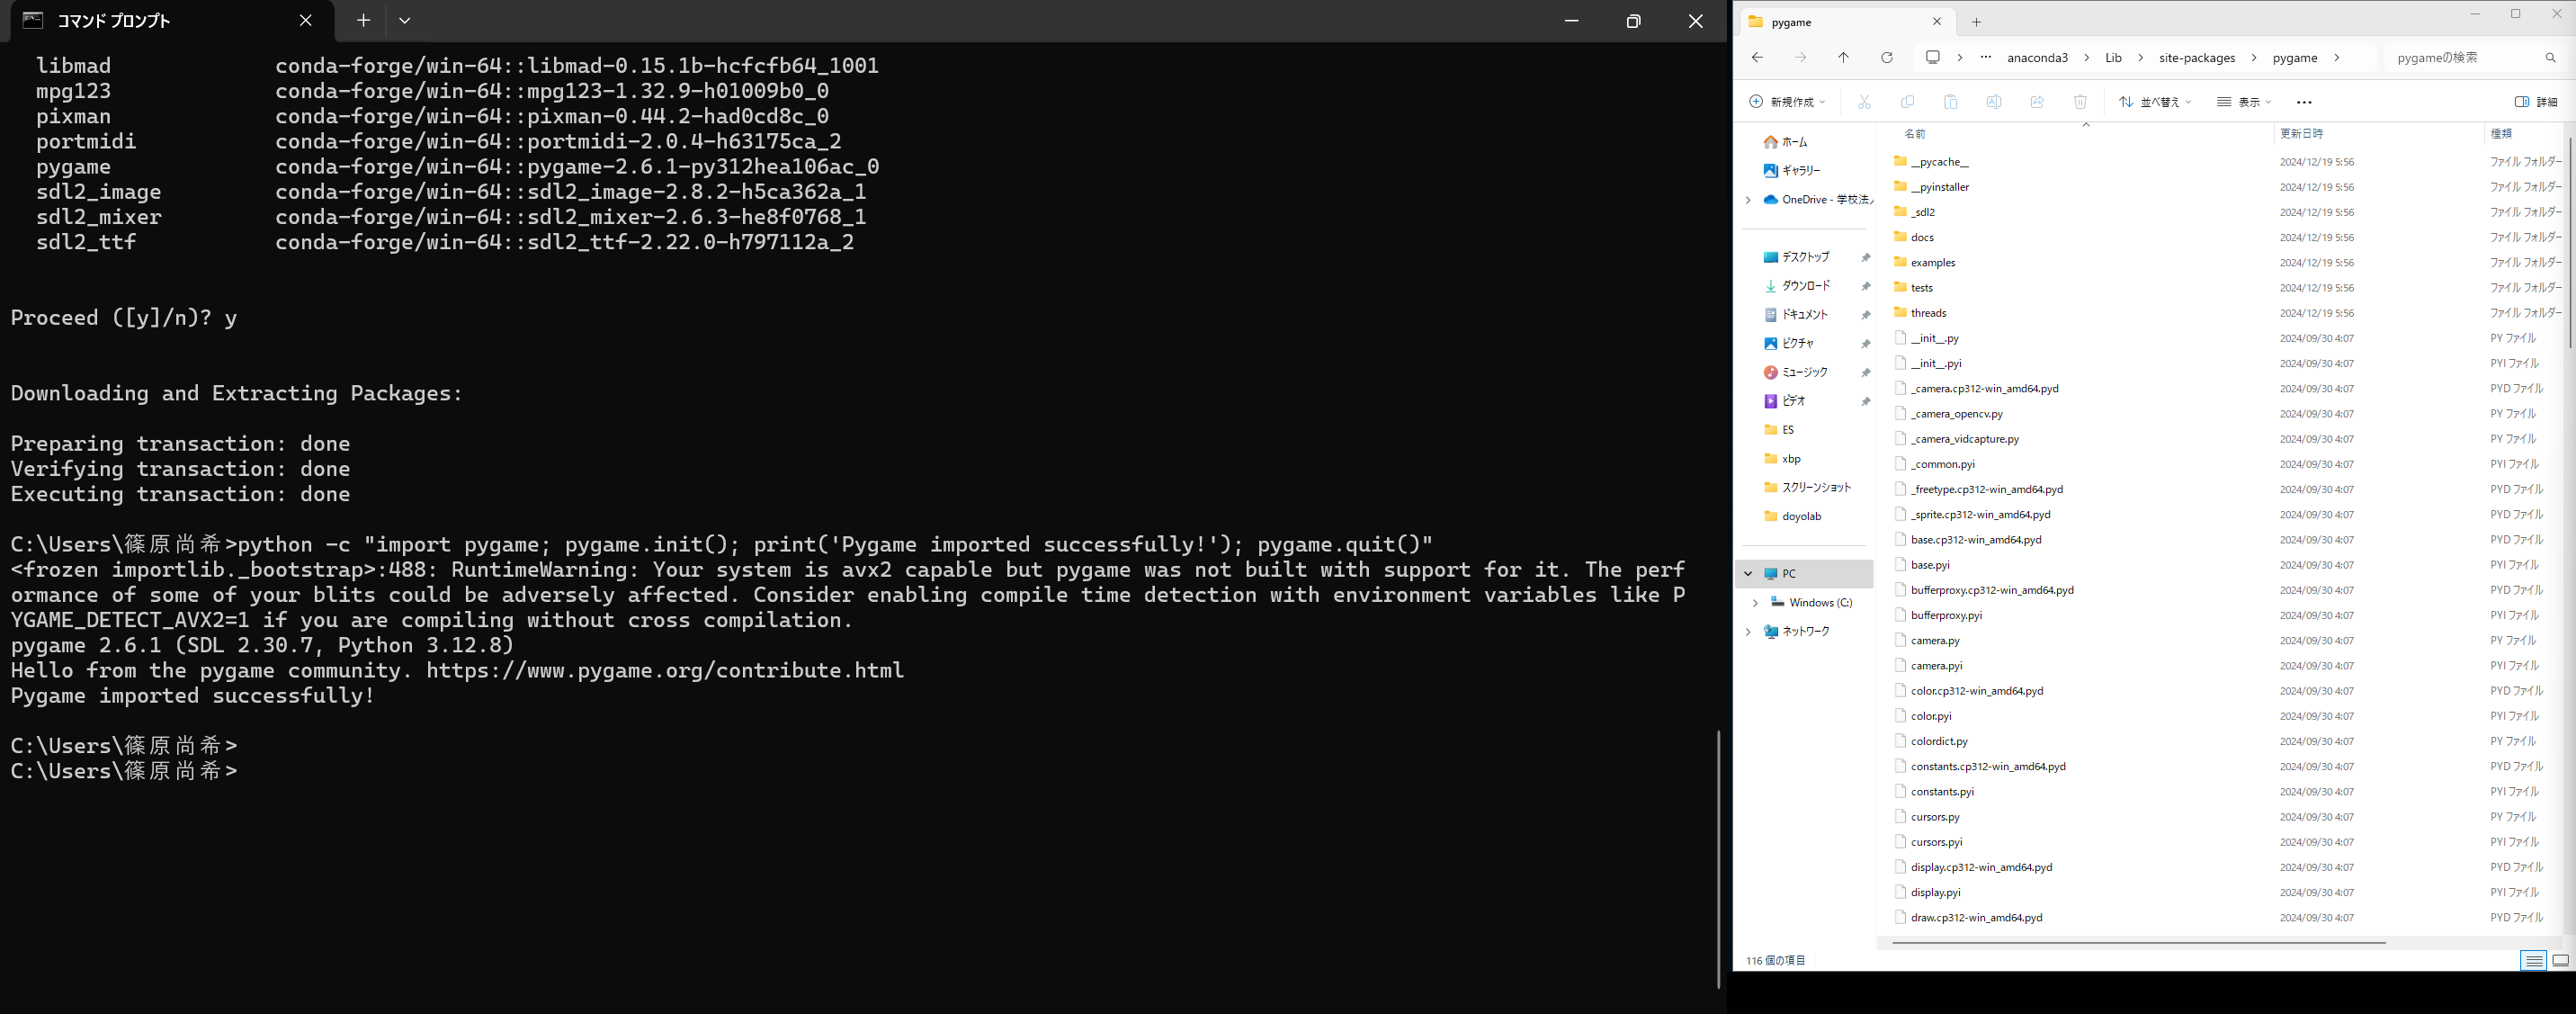 コマンド プロンプト
libmad conda-forge/win-64::libmad-0.15.1b-hcfcfb64_1001
mpg123 conda-forge/win-64::mpg123-1.32.9-h01009b0_0
pixman conda-forge/win-64::pixman-0.44.2-had0cd8c_0
portmidi conda-forge/win-64::portmidi-2.0.4-h63175ca_2
pygame conda-forge/win-64::pygame-2.6.1-py312hea106ac_0
sdl2_image conda-forge/win-64::sdl2_image-2.8.2-h5ca362a_1
sdl2_mixer conda-forge/win-64::sdl2_mixer-2.6.3-he8f0768_1
sdl2_ttf conda-forge/win-64::sdl2_ttf-2.22.0-h797112a_2
Proceed ([y]/n)? y
Downloading and Extracting Packages:
Preparing transaction: done
Verifying transaction: done
Executing transaction: done
C:\Users\篠原尚希>python -c "import pygame; pygame.init(); print('Pygame imported successfully!'); pygame.quit()"
<frozen importlib._bootstrap>:488: RuntimeWarning: Your system is avx2 capable but pygame was not built with support for it. The perf
ormance of some of your blits could be adversely affected. Consider enabling compile time detection with environment variables like P
YGAME_DETECT_AVX2=1 if you are compiling without cross compilation.
pygame 2.6.1 (SDL 2.30.7, Python 3.12.8)
Hello from the pygame community. https://www.pygame.org/contribute.html
Pygame imported successfully!
C:\Users\篠原尚希>
C:\Users\篠原尚希>
pygame
… anaconda3 > Lib > site-packages > pygame > pygameの検索
新規作成 並べ替え 表示 … 詳細
ホーム
ギャラリー
OneDrive - 学校法人
デスクトップ
ダウンロード
ドキュメント
ピクチャ
ミュージック
ビデオ
ES
xbp
スクリーンショット
doyolab
PC
Windows (C:)
ネットワーク
名前 更新日時 種類
__pycache__ 2024/12/19 5:56 ファイル フォルダー
__pyinstaller 2024/12/19 5:56 ファイル フォルダー
_sdl2 2024/12/19 5:56 ファイル フォルダー
docs 2024/12/19 5:56 ファイル フォルダー
examples 2024/12/19 5:56 ファイル フォルダー
tests 2024/12/19 5:56 ファイル フォルダー
threads 2024/12/19 5:56 ファイル フォルダー
__init__.py 2024/09/30 4:07 PY ファイル
__init__.pyi 2024/09/30 4:07 PYI ファイル
_camera.cp312-win_amd64.pyd 2024/09/30 4:07 PYD ファイル
_camera_opencv.py 2024/09/30 4:07 PY ファイル
_camera_vidcapture.py 2024/09/30 4:07 PY ファイル
_common.pyi 2024/09/30 4:07 PYI ファイル
_freetype.cp312-win_amd64.pyd 2024/09/30 4:07 PYD ファイル
_sprite.cp312-win_amd64.pyd 2024/09/30 4:07 PYD ファイル
base.cp312-win_amd64.pyd 2024/09/30 4:07 PYD ファイル
base.pyi 2024/09/30 4:07 PYI ファイル
bufferproxy.cp312-win_amd64.pyd 2024/09/30 4:07 PYD ファイル
bufferproxy.pyi 2024/09/30 4:07 PYI ファイル
camera.py 2024/09/30 4:07 PY ファイル
camera.pyi 2024/09/30 4:07 PYI ファイル
color.cp312-win_amd64.pyd 2024/09/30 4:07 PYD ファイル
color.pyi 2024/09/30 4:07 PYI ファイル
colordict.py 2024/09/30 4:07 PY ファイル
constants.cp312-win_amd64.pyd 2024/09/30 4:07 PYD ファイル
constants.pyi 2024/09/30 4:07 PYI ファイル
cursors.py 2024/09/30 4:07 PY ファイル
cursors.pyi 2024/09/30 4:07 PYI ファイル
display.cp312-win_amd64.pyd 2024/09/30 4:07 PYD ファイル
display.pyi 2024/09/30 4:07 PYI ファイル
draw.cp312-win_amd64.pyd 2024/09/30 4:07 PYD ファイル
116 個の項目